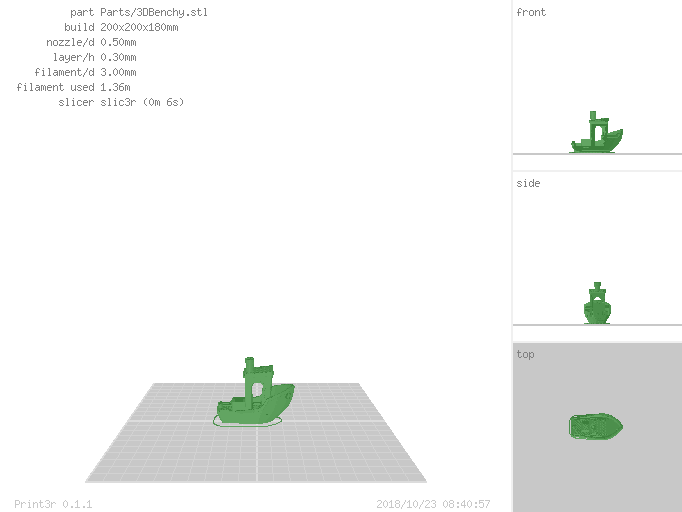 part Parts/3DBenchy.stl
build 200x200x180mm
nozzle/d 0.50mm
layer/h 0.30mm
filament/d 3.00mm
filament used 1.36m
slicer slic3r (0m 6s)
front
side
top
Print3r 0.1.1
2018/10/23 08:40:57